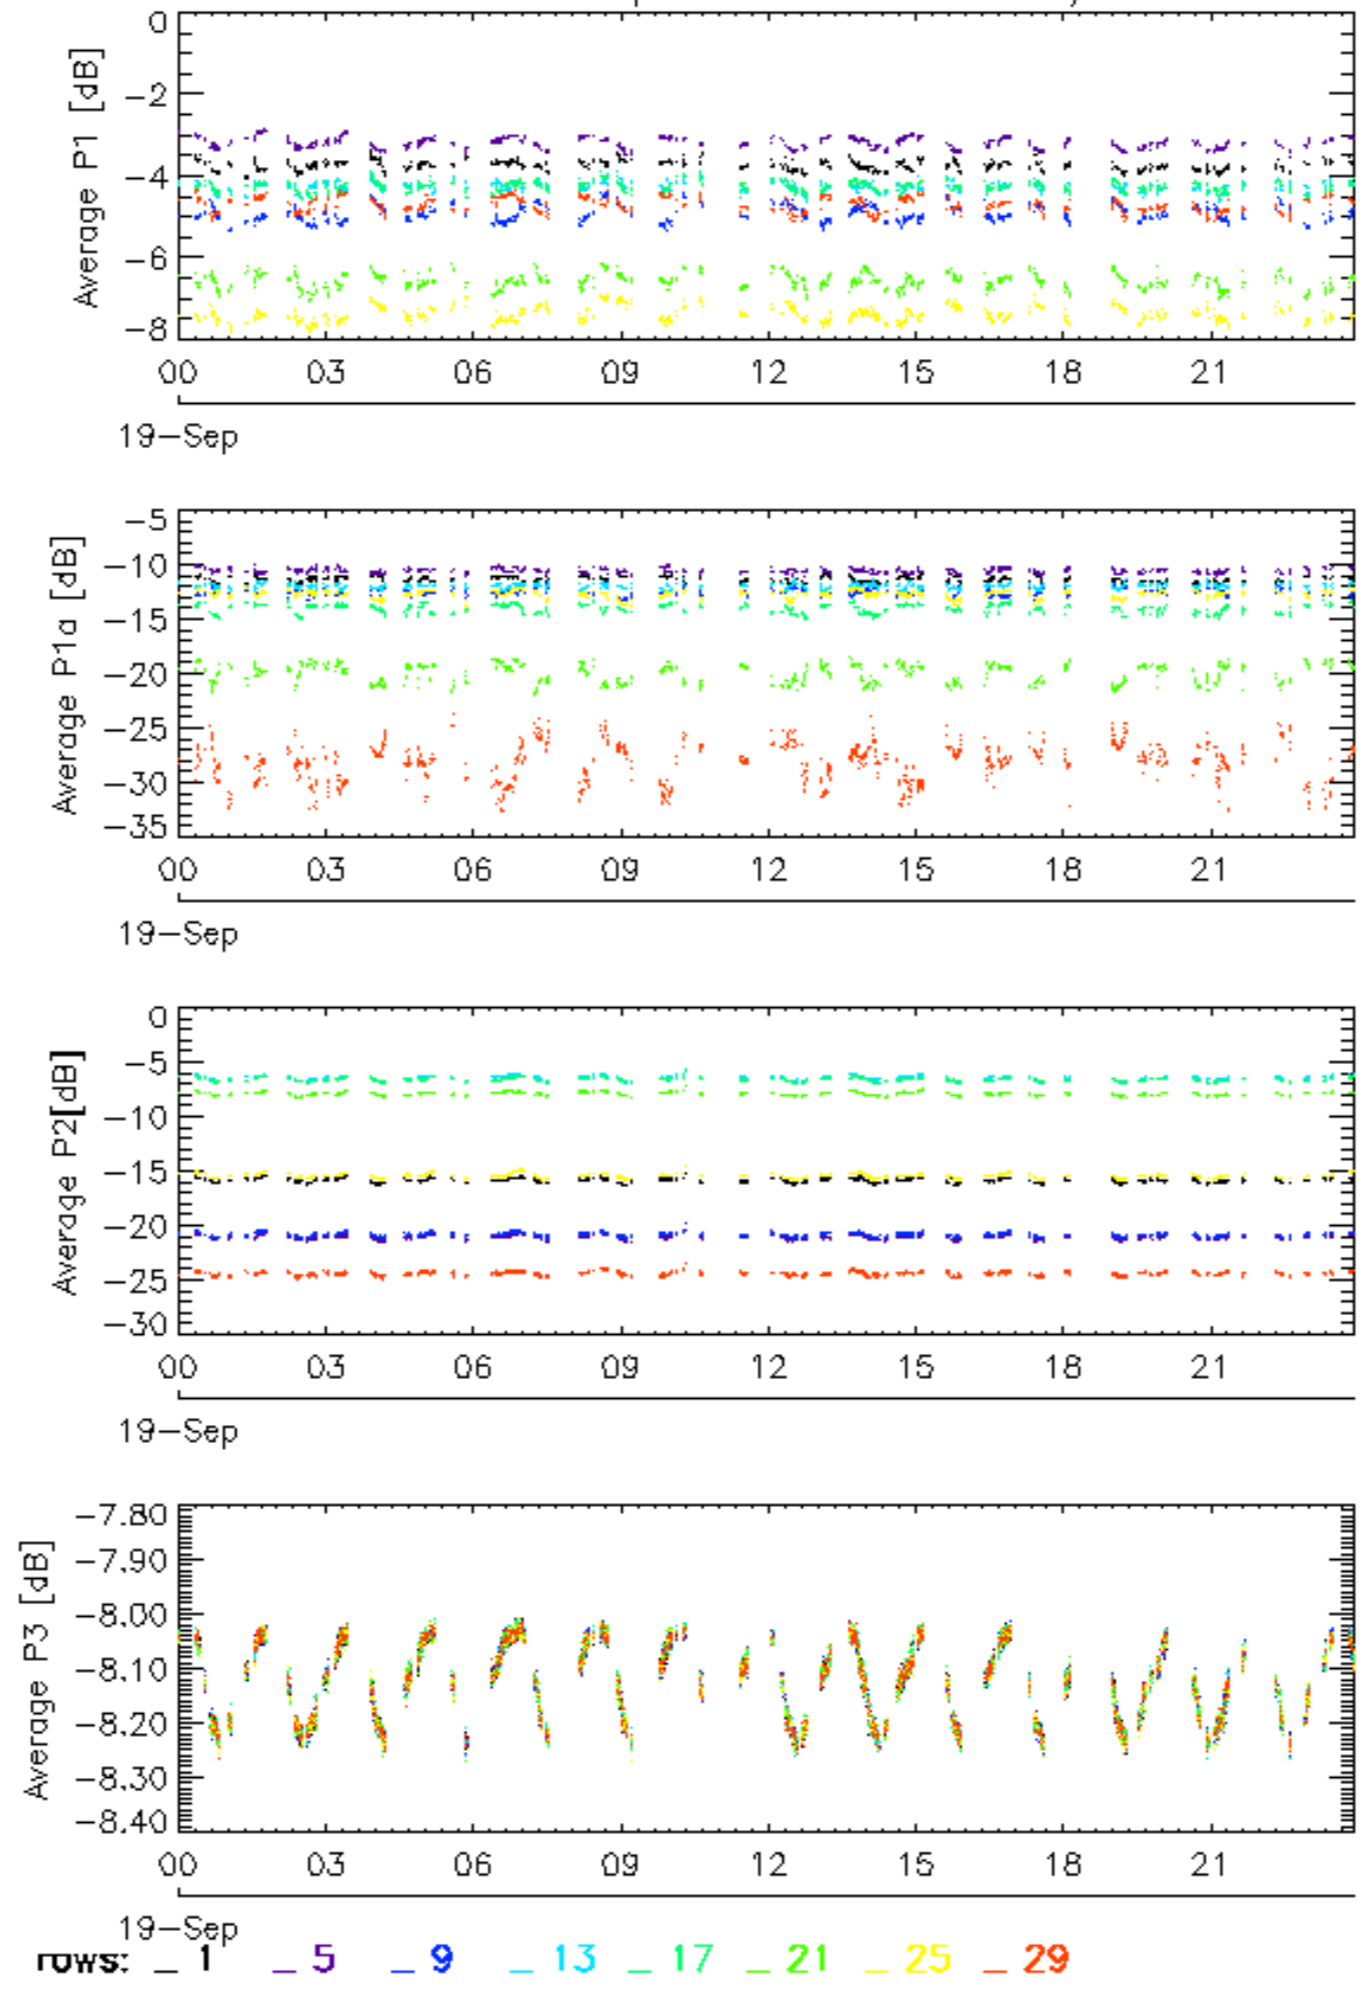 0
-2
-4
-6
-8
Average P1 [dB]
00 03 06 09 12 15 18 21
19-Sep
-5
-10
-15
-20
-25
-30
-35
Average P1a [dB]
00 03 06 09 12 15 18 21
19-Sep
0
-5
-10
-15
-20
-25
-30
Average P2[dB]
00 03 06 09 12 15 18 21
19-Sep
-7.80
-7.90
-8.00
-8.10
-8.20
-8.30
-8.40
Average P3 [dB]
00 03 06 09 12 15 18 21
19-Sep
rows: _ 1 _ 5 _ 9 _ 13 _ 17 _ 21 _ 25 _ 29